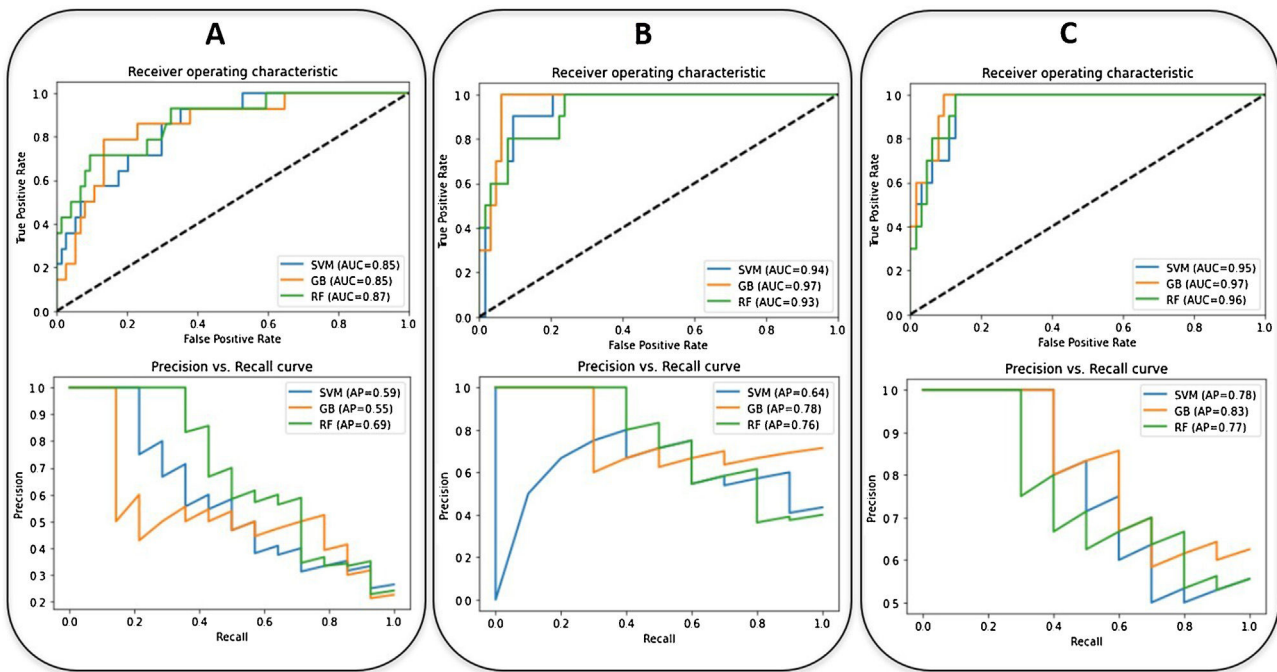 A
Receiver operating characteristic
True Positive Rate
1.0
0.8
0.6
0.4
0.2
0.0
SVM (AUC=0.85)
GB (AUC=0.85)
RF (AUC=0.87)
0.0 0.2 0.4 0.6 0.8 1.0
False Positive Rate
Precision vs. Recall curve
Precision
1.0
0.9
0.8
0.7
0.6
0.5
0.4
0.3
0.2
SVM (AP=0.59)
GB (AP=0.55)
RF (AP=0.69)
0.0 0.2 0.4 0.6 0.8 1.0
Recall
B
Receiver operating characteristic
True Positive Rate
1.0
0.8
0.6
0.4
0.2
0.0
SVM (AUC=0.94)
GB (AUC=0.97)
RF (AUC=0.93)
0.0 0.2 0.4 0.6 0.8 1.0
False Positive Rate
Precision vs. Recall curve
Precision
1.0
0.8
0.6
0.4
0.2
0.0
SVM (AP=0.64)
GB (AP=0.78)
RF (AP=0.76)
0.0 0.2 0.4 0.6 0.8 1.0
Recall
C
Receiver operating characteristic
True Positive Rate
1.0
0.8
0.6
0.4
0.2
0.0
SVM (AUC=0.95)
GB (AUC=0.97)
RF (AUC=0.96)
0.0 0.2 0.4 0.6 0.8 1.0
False Positive Rate
Precision vs. Recall curve
Precision
1.0
0.9
0.8
0.7
0.6
0.5
SVM (AP=0.78)
GB (AP=0.83)
RF (AP=0.77)
0.0 0.2 0.4 0.6 0.8 1.0
Recall